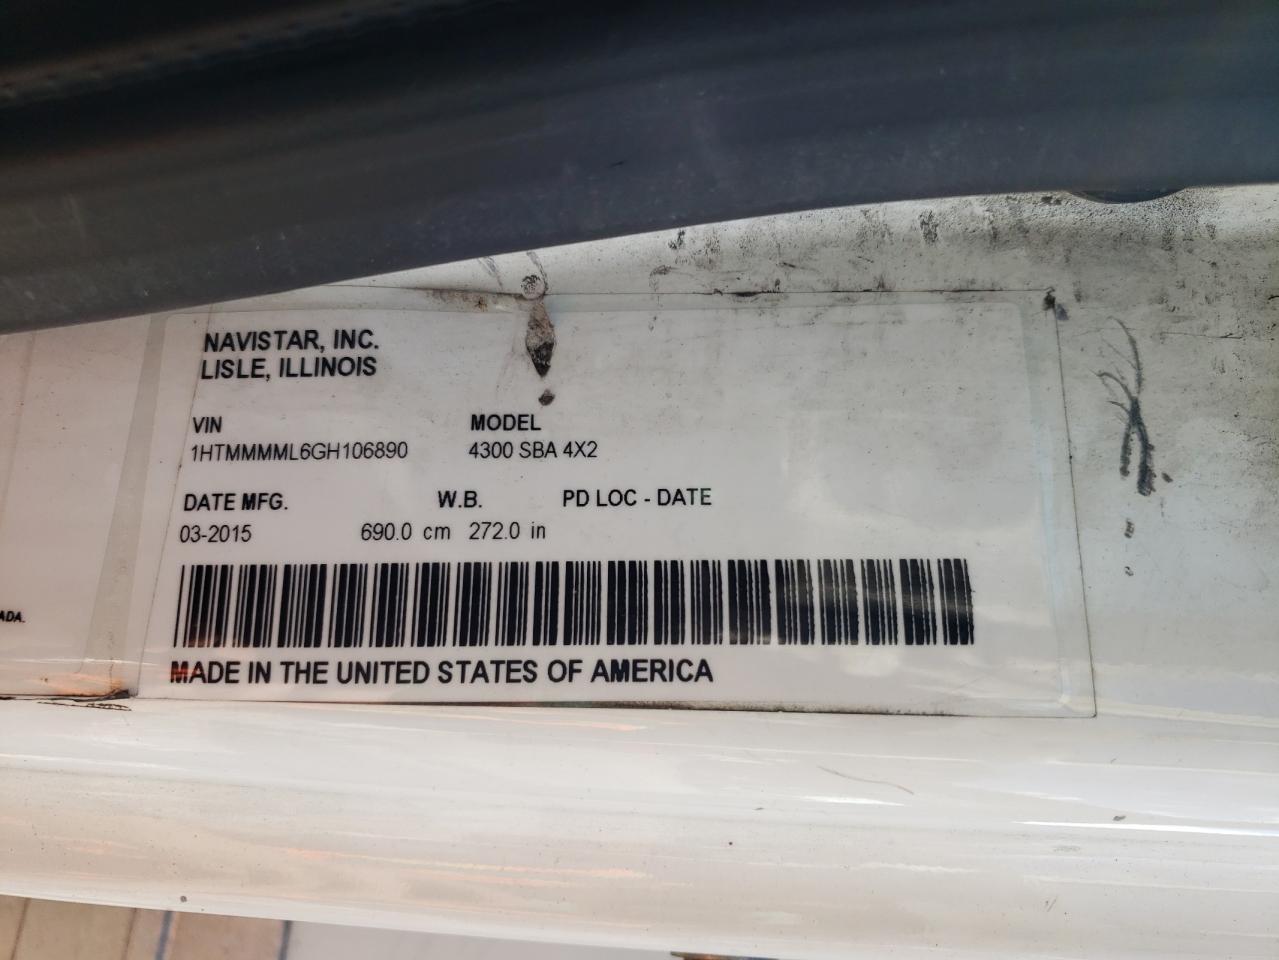 NAVISTAR, INC.
LISLE, ILLINOIS
VIN MODEL
1HTMMMML6GH106890 4300 SBA 4X2
DATE MFG. W.B. PD LOC - DATE
03-2015 690.0 cm 272.0 in
ADA.
MADE IN THE UNITED STATES OF AMERICA